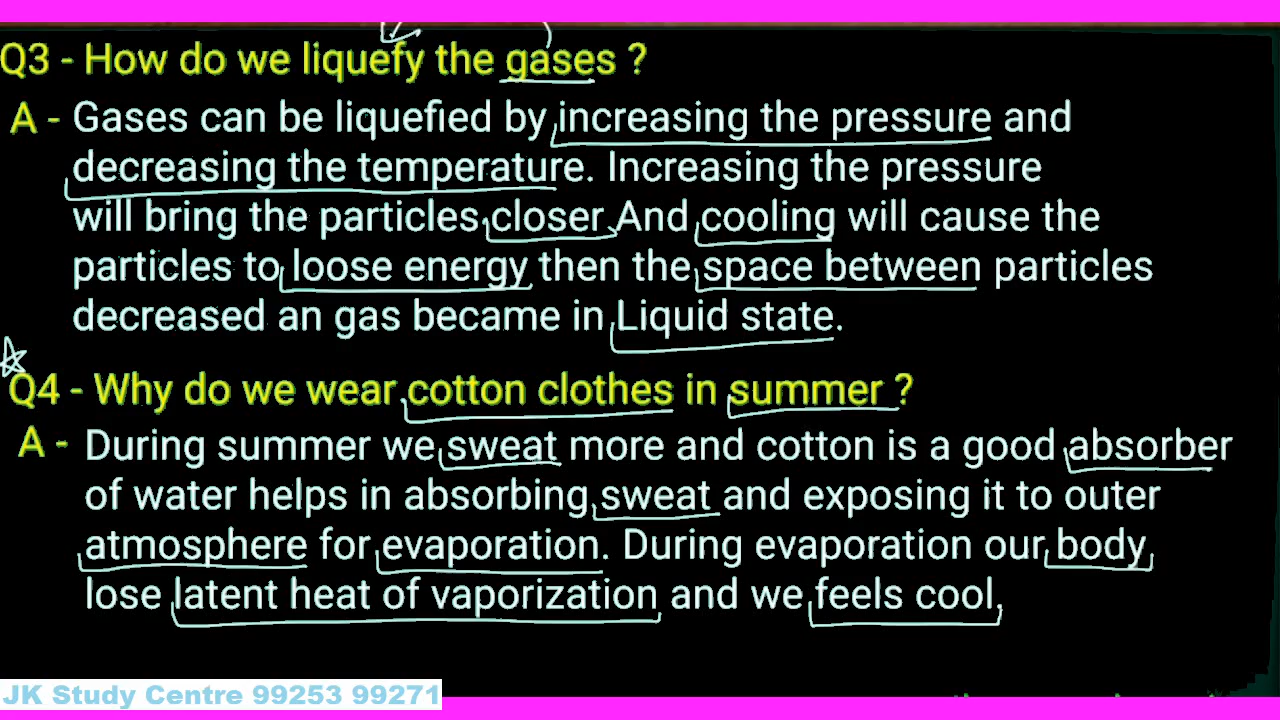 Q3 - How do we liquefy the gases ?
A - Gases can be liquefied by increasing the pressure and
decreasing the temperature. Increasing the pressure
will bring the particles closer And cooling will cause the
particles to loose energy then the space between particles
decreased an gas became in Liquid state.
Q4 - Why do we wear cotton clothes in summer ?
A - During summer we sweat more and cotton is a good absorber
of water helps in absorbing sweat and exposing it to outer
atmosphere for evaporation. During evaporation our body
lose latent heat of vaporization and we feels cool.
JK Study Centre 99253 99271